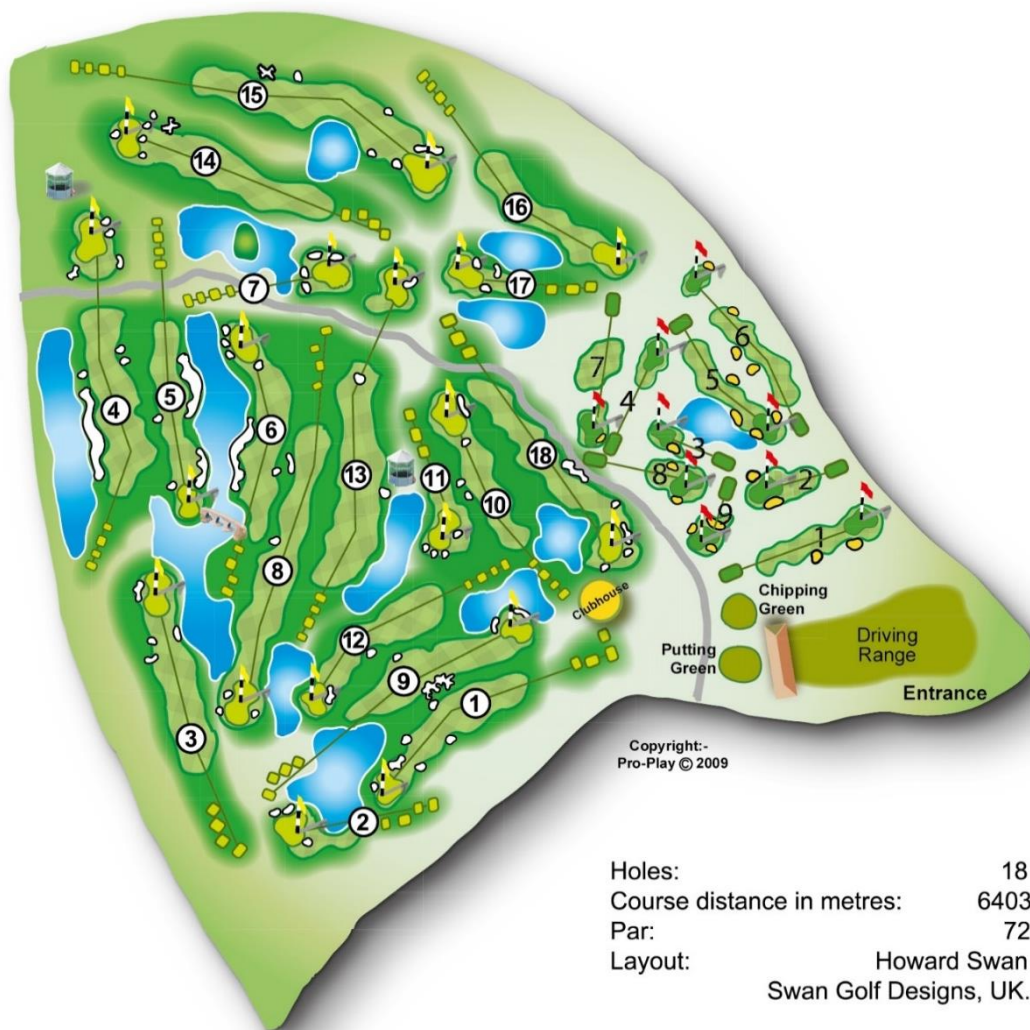 15
14
16
7
17
4
5
6
13
11
10
18
8
12
9
3
1
2
6
7
5
4
3
8
2
9
1
Clubhouse
Chipping
Green
Putting
Green
Driving
Range
Entrance
Copyright:-
Pro-Play © 2009
Holes: 18
Course distance in metres: 6403
Par: 72
Layout: Howard Swan
Swan Golf Designs, UK.